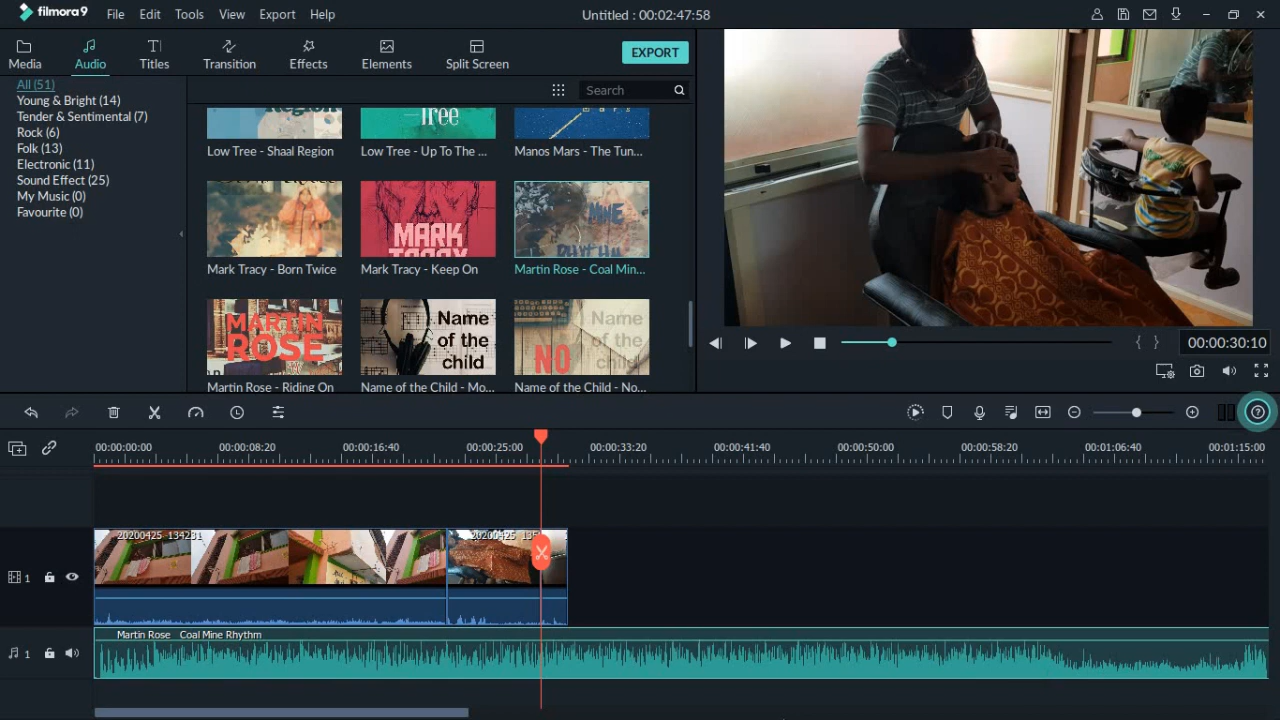 filmora9 File Edit Tools View Export Help Untitled : 00:02:47:58
Media Audio Titles Transition Effects Elements Split Screen EXPORT
All (51)
Young & Bright (14)
Tender & Sentimental (7)
Rock (6)
Folk (13)
Electronic (11)
Sound Effect (25)
My Music (0)
Favourite (0)
Search
Tree
Low Tree - Shaal Region Low Tree - Up To The ... Manos Mars - The Tun...
MARK
Mark Tracy - Born Twice Mark Tracy - Keep On Martin Rose - Coal Min...
MARTIN
ROSE
Name
of the
child
Name
of the
child
NO
Martin Rose - Riding On Name of the Child - Mo... Name of the Child - No...
{ } 00:00:30:10
00:00:00:00 00:00:08:20 00:00:16:40 00:00:25:00 00:00:33:20 00:00:41:40 00:00:50:00 00:00:58:20 00:01:06:40 00:01:15:00
20200425_134231 20200425
1
Martin Rose Coal Mine Rhythm
1